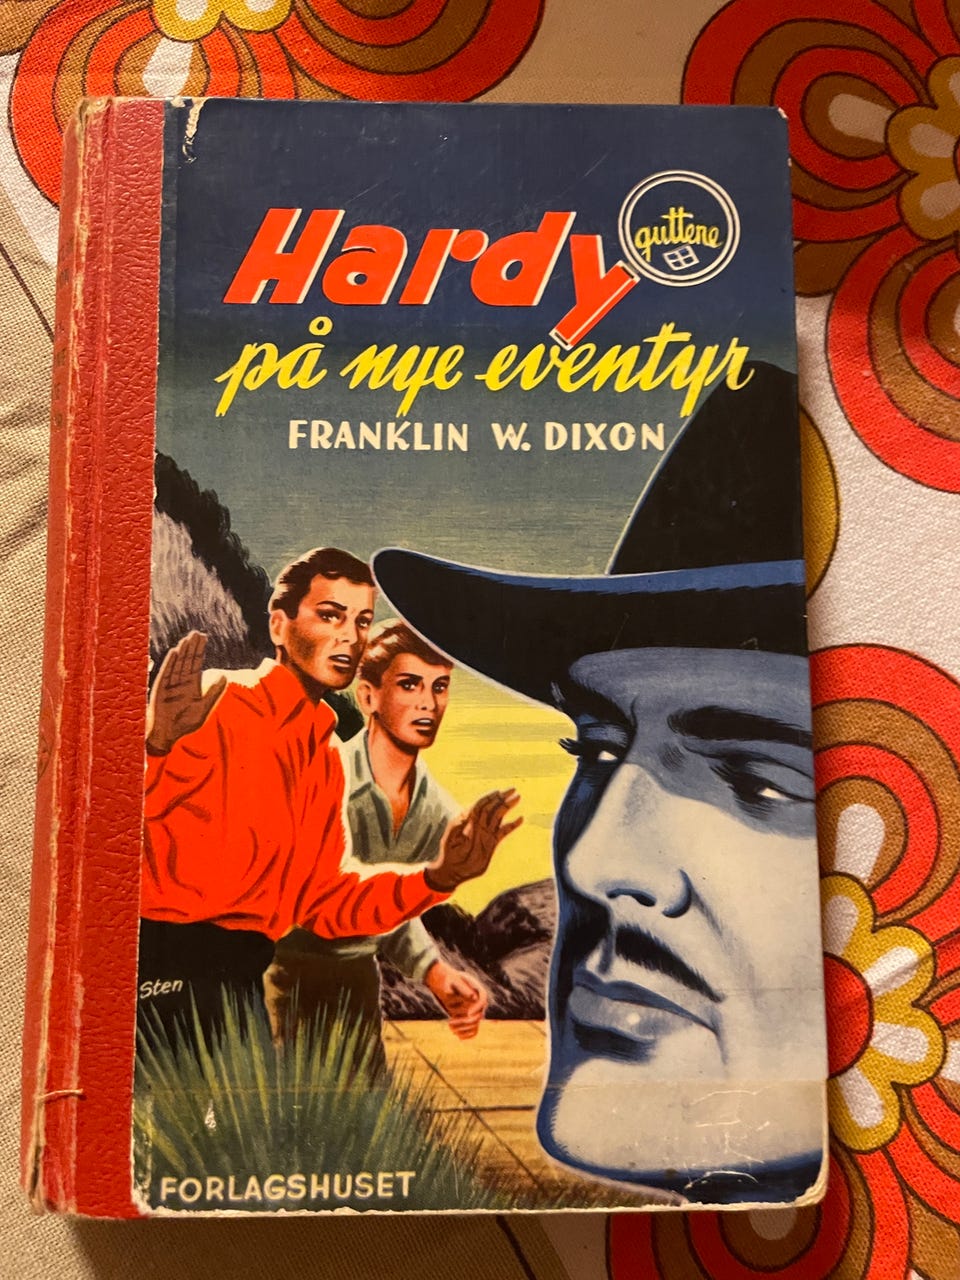 Hardy
guttene
på nye eventyr
FRANKLIN W. DIXON
Sten
FORLAGSHUSET